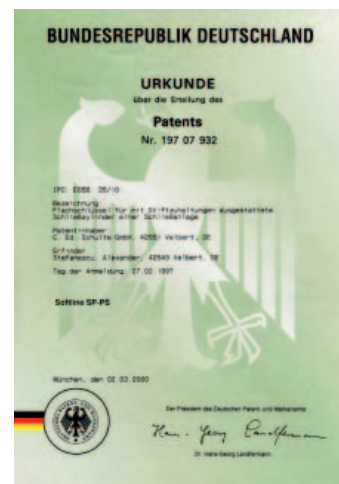 BUNDESREPUBLIK DEUTSCHLAND
URKUNDE
über die Erteilung des
Patents
Nr. 197 07 932
IPC: E05B 35/10
Bezeichnung
Flachschlüssel für mit Stiftzuhaltungen ausgestattete
Schließzylinder einer Schließanlage
Patentinhaber
C. Ed. Schulte GmbH, 42551 Velbert, DE
Erfinder
Stefanescu, Alexander, 42549 Velbert, DE
Tag der Anmeldung: 27.02.1997
Softline SP-PS
München, den 02.03.2000
Der Präsident des Deutschen Patent- und Markenamts
Hans-Georg Landfermann
Dr. Hans-Georg Landfermann